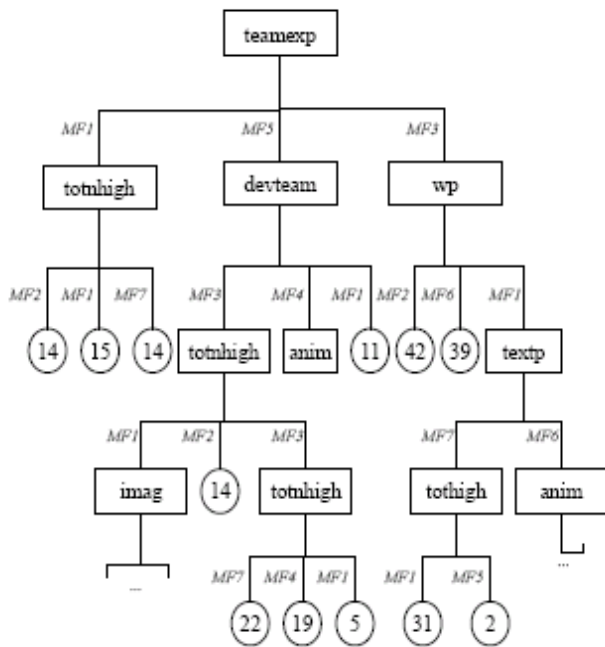 teamexp
MF1 MF5 MF3
totnhigh devteam wp
MF2 MF1 MF7 MF3 MF4 MF1 MF2 MF6 MF1
14 15 14 totnhigh anim 11 42 39 textp
MF1 MF2 MF3 MF7 MF6
imag 14 totnhigh tothigh anim
... ...
MF7 MF4 MF1 MF1 MF5
22 19 5 31 2